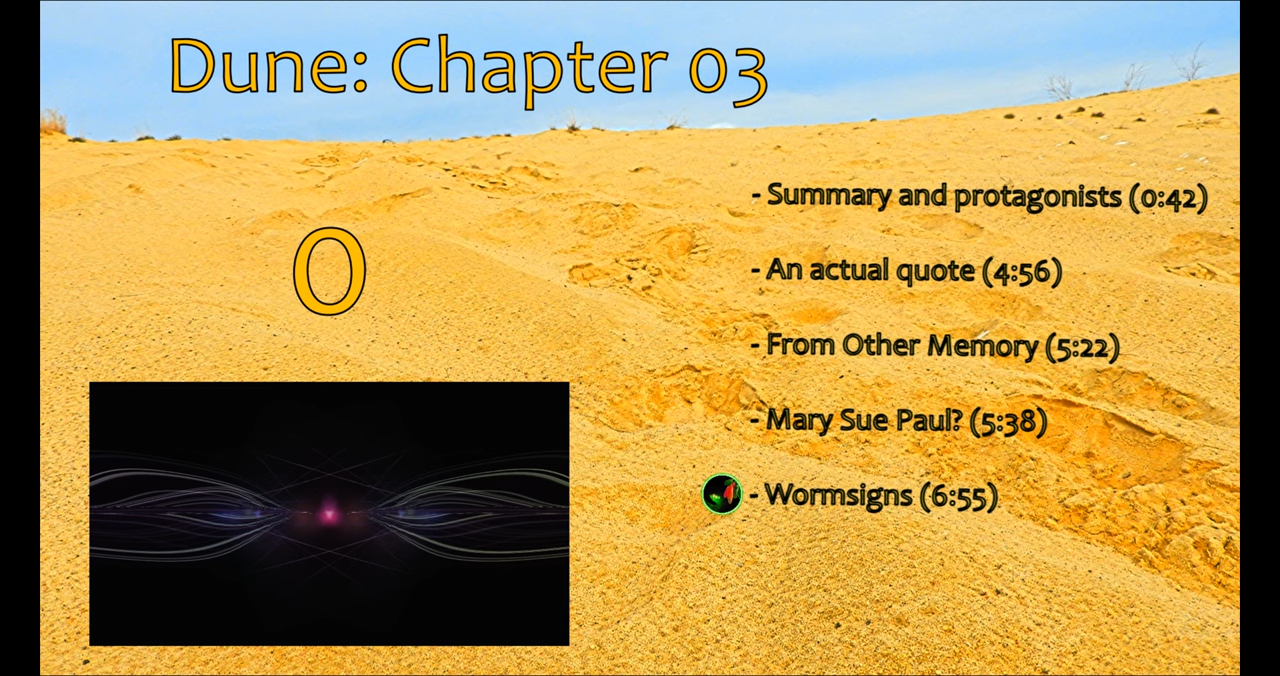 Dune: Chapter 03
0
- Summary and protagonists (0:42)
- An actual quote (4:56)
- From Other Memory (5:22)
- Mary Sue Paul? (5:38)
- Wormsigns (6:55)